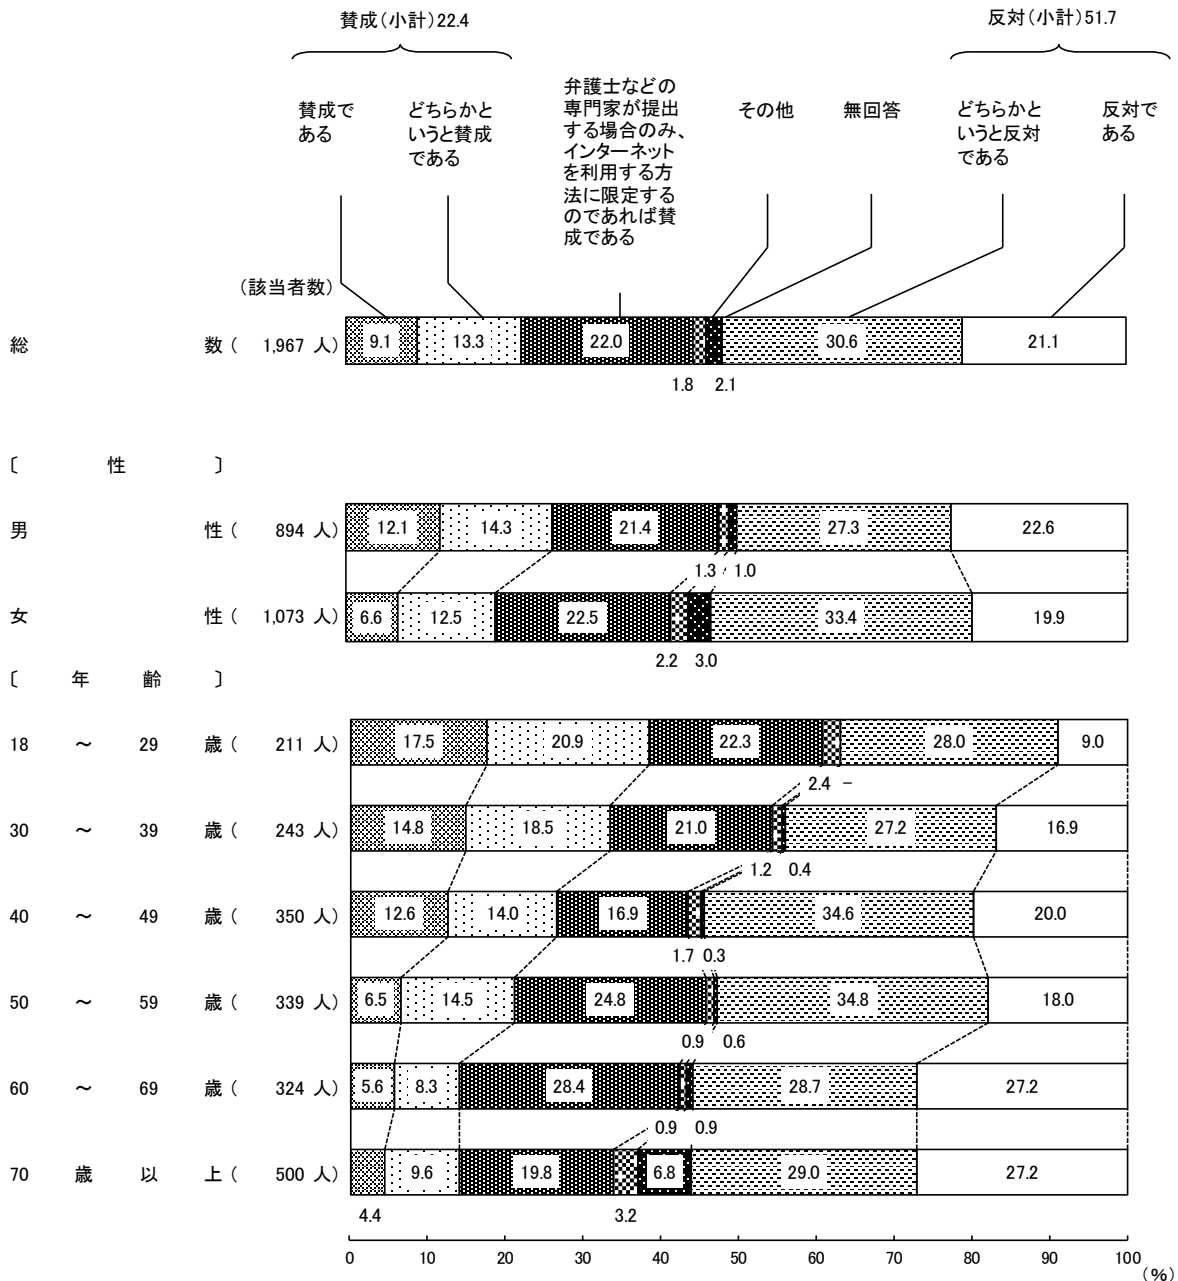 賛成(小計)22.4
反対(小計)51.7
賛成で
ある
どちらかと
いうと賛成
である
弁護士などの
専門家が提出
する場合のみ、
インターネット
を利用する方
法に限定する
のであれば賛
成である
その他
無回答
どちらかと
いうと反対
である
反対で
ある
(該当者数)
総 数 ( 1,967 人) 9.1 13.3 22.0 30.6 21.1
1.8 2.1
〔 性 〕
男 性 ( 894 人) 12.1 14.3 21.4 27.3 22.6
1.3 1.0
女 性 ( 1,073 人) 6.6 12.5 22.5 33.4 19.9
2.2 3.0
〔 年 齢 〕
18 ～ 29 歳 ( 211 人) 17.5 20.9 22.3 28.0 9.0
2.4 -
30 ～ 39 歳 ( 243 人) 14.8 18.5 21.0 27.2 16.9
1.2 0.4
40 ～ 49 歳 ( 350 人) 12.6 14.0 16.9 34.6 20.0
1.7 0.3
50 ～ 59 歳 ( 339 人) 6.5 14.5 24.8 34.8 18.0
0.9 0.6
60 ～ 69 歳 ( 324 人) 5.6 8.3 28.4 28.7 27.2
0.9 0.9
70 歳 以 上 ( 500 人) 9.6 19.8 6.8 29.0 27.2
4.4 3.2
0 10 20 30 40 50 60 70 80 90 100
(%)